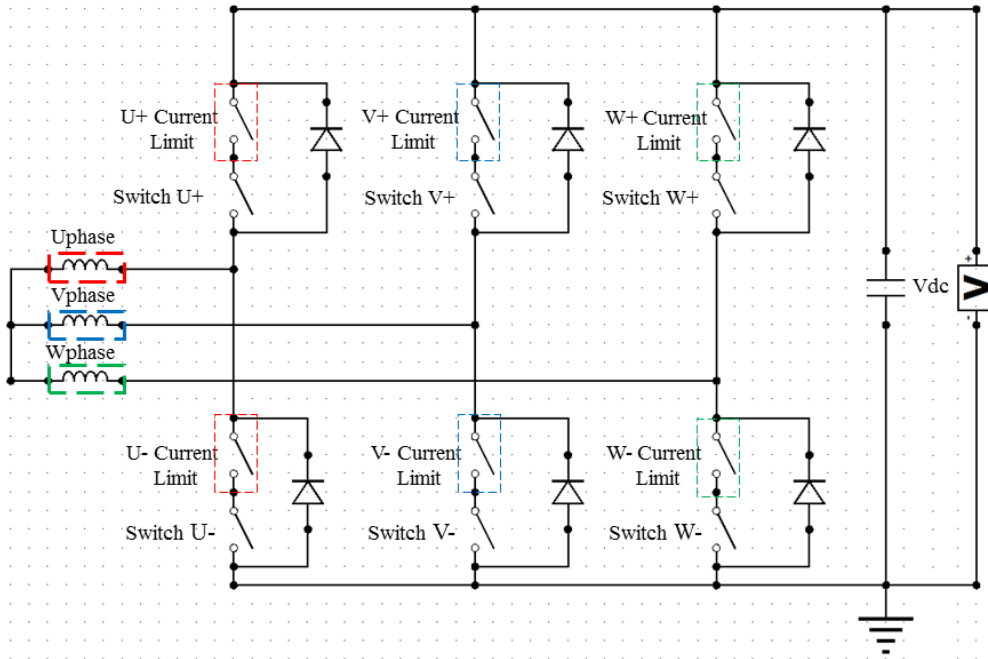 U+ Current
Limit
V+ Current
Limit
W+ Current
Limit
Switch U+
Switch V+
Switch W+
Uphase
Vphase
Wphase
+
V
-
Vdc
U- Current
Limit
V- Current
Limit
W- Current
Limit
Switch U-
Switch V-
Switch W-